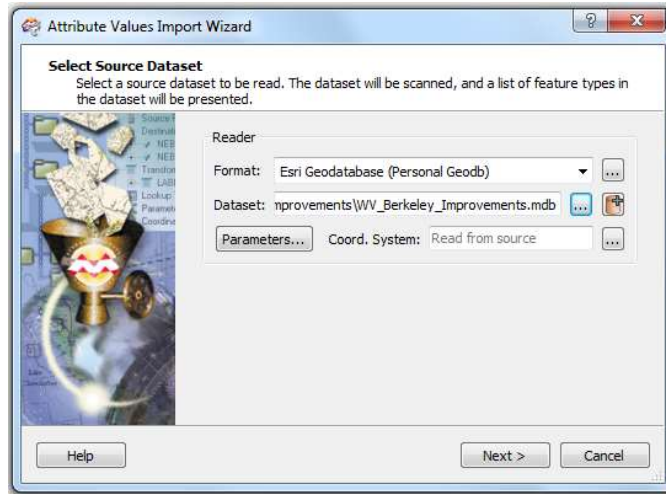 Attribute Values Import Wizard
Select Source Dataset
Select a source dataset to be read. The dataset will be scanned, and a list of feature types in
the dataset will be presented.
Reader
Format: Esri Geodatabase (Personal Geodb) ...
Dataset: nprovements\WV_Berkeley_Improvements.mdb ...
Parameters... Coord. System: Read from source ...
Help Next > Cancel